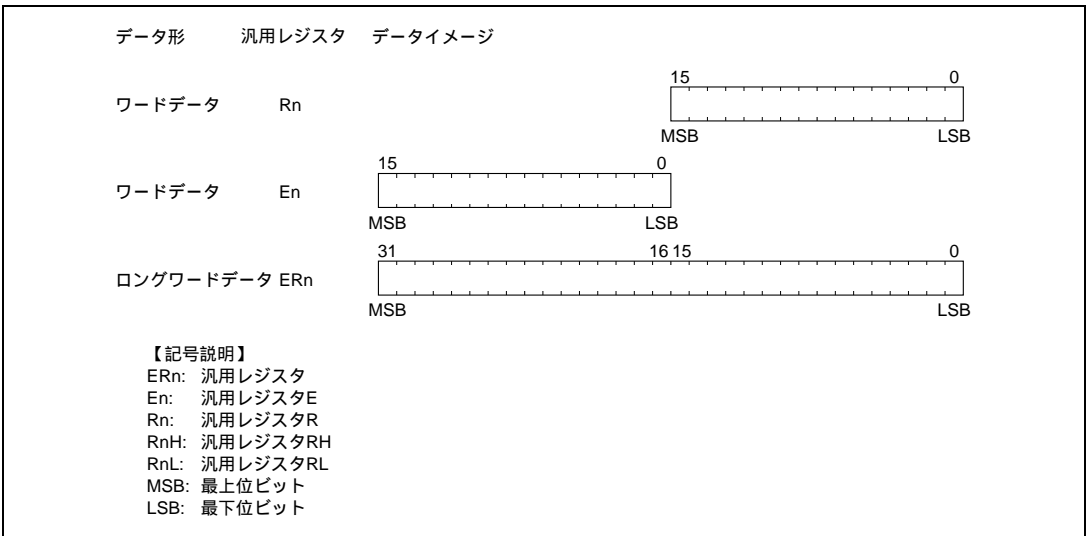 データ形 汎用レジスタ データイメージ
15 0
ワードデータ Rn
MSB LSB
15 0
ワードデータ En
MSB LSB
31 16 15 0
ロングワードデータ ERn
MSB LSB
【記号説明】
ERn: 汎用レジスタ
En: 汎用レジスタE
Rn: 汎用レジスタR
RnH: 汎用レジスタRH
RnL: 汎用レジスタRL
MSB: 最上位ビット
LSB: 最下位ビット